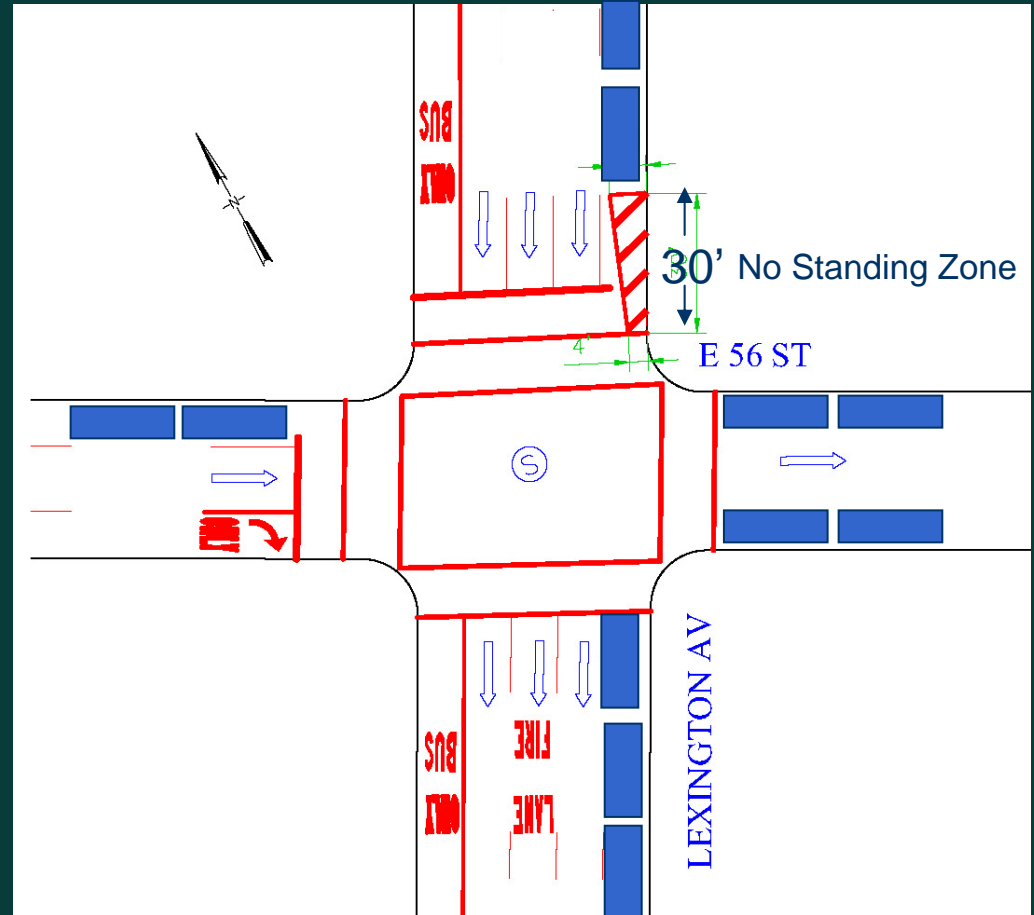 BUS
ONLY
N
30’ No Standing Zone
4'
E 56 ST
S
ONLY
LEXINGTON AV
BUS
ONLY
FIRE
LANE